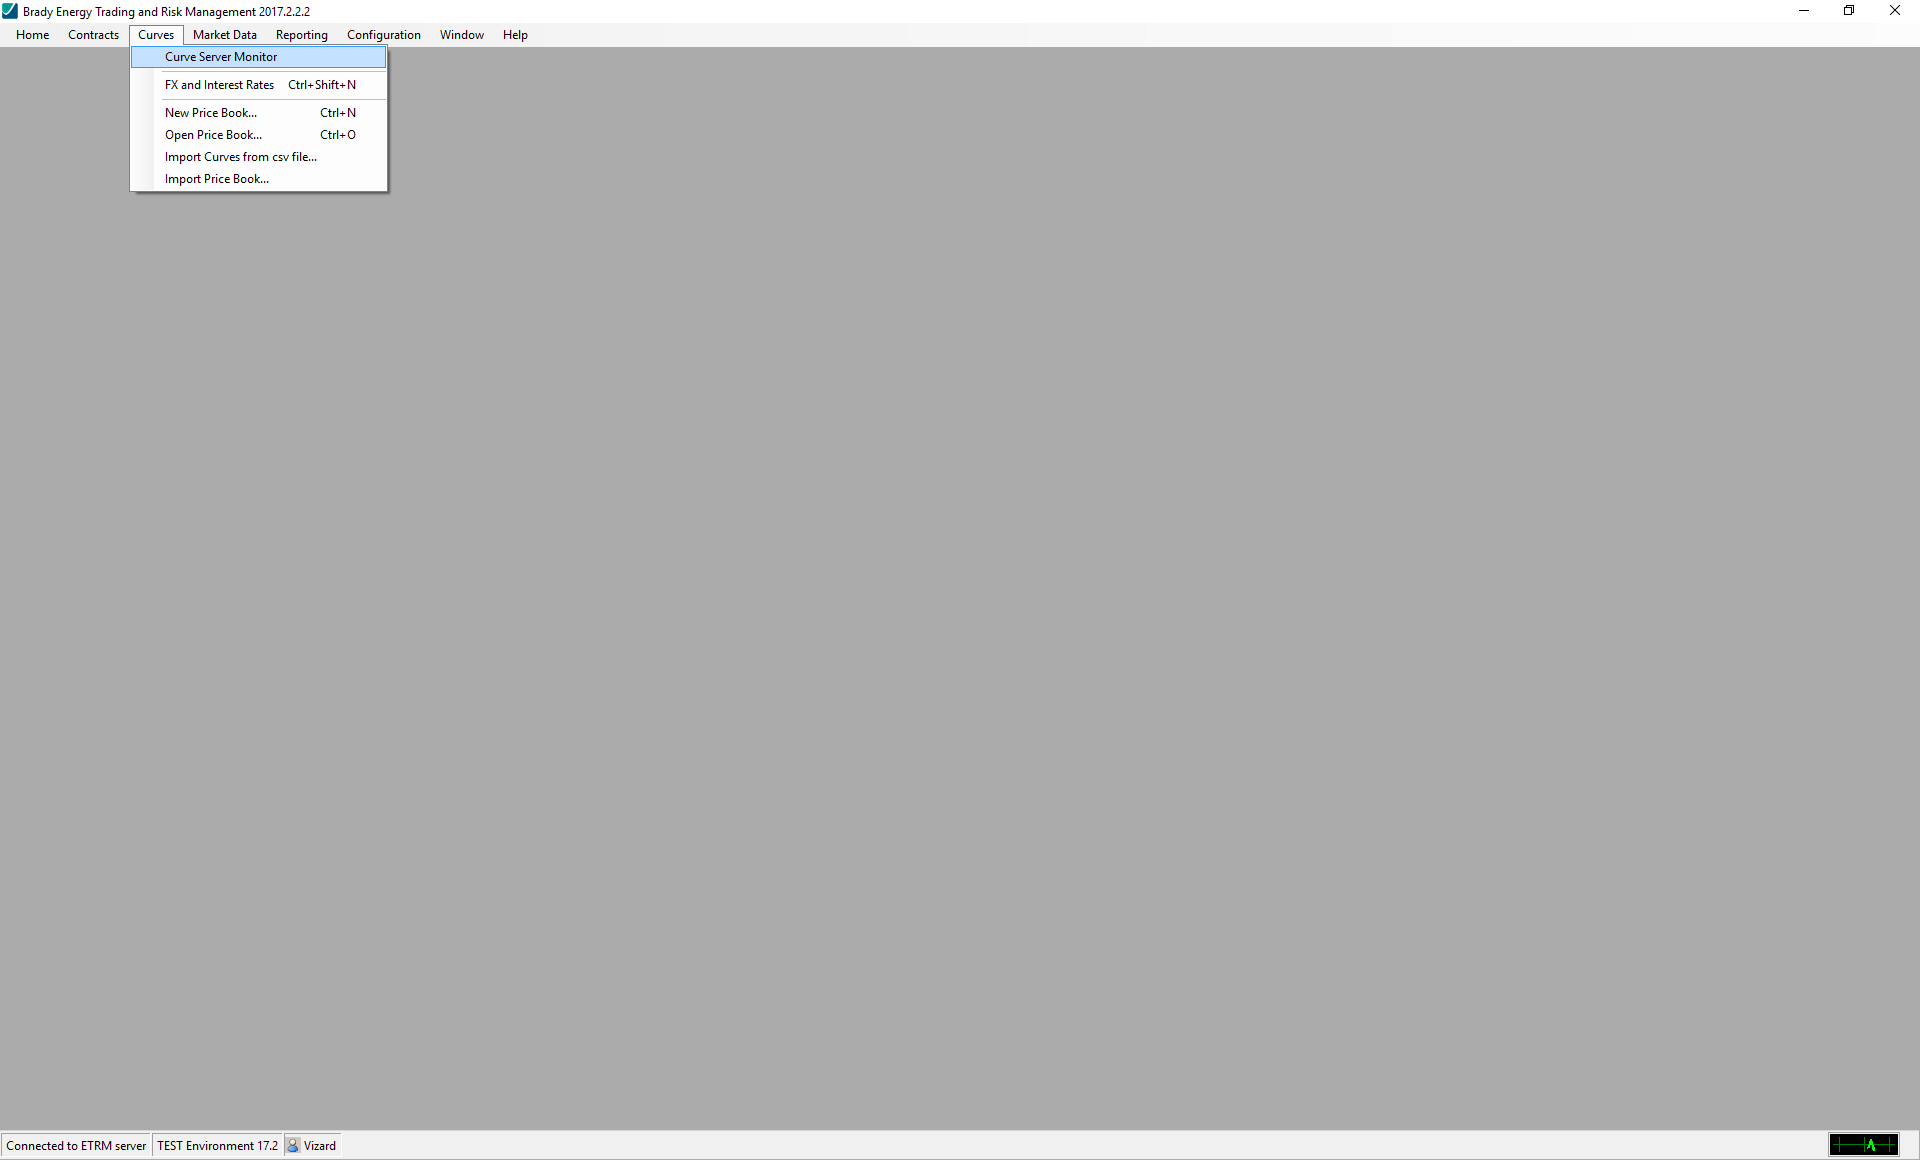 Brady Energy Trading and Risk Management 2017.2.2.2
Home Contracts Curves Market Data Reporting Configuration Window Help
Curve Server Monitor
FX and Interest Rates Ctrl+Shift+N
New Price Book... Ctrl+N
Open Price Book... Ctrl+O
Import Curves from csv file...
Import Price Book...
Connected to ETRM server TEST Environment 17.2 Vizard